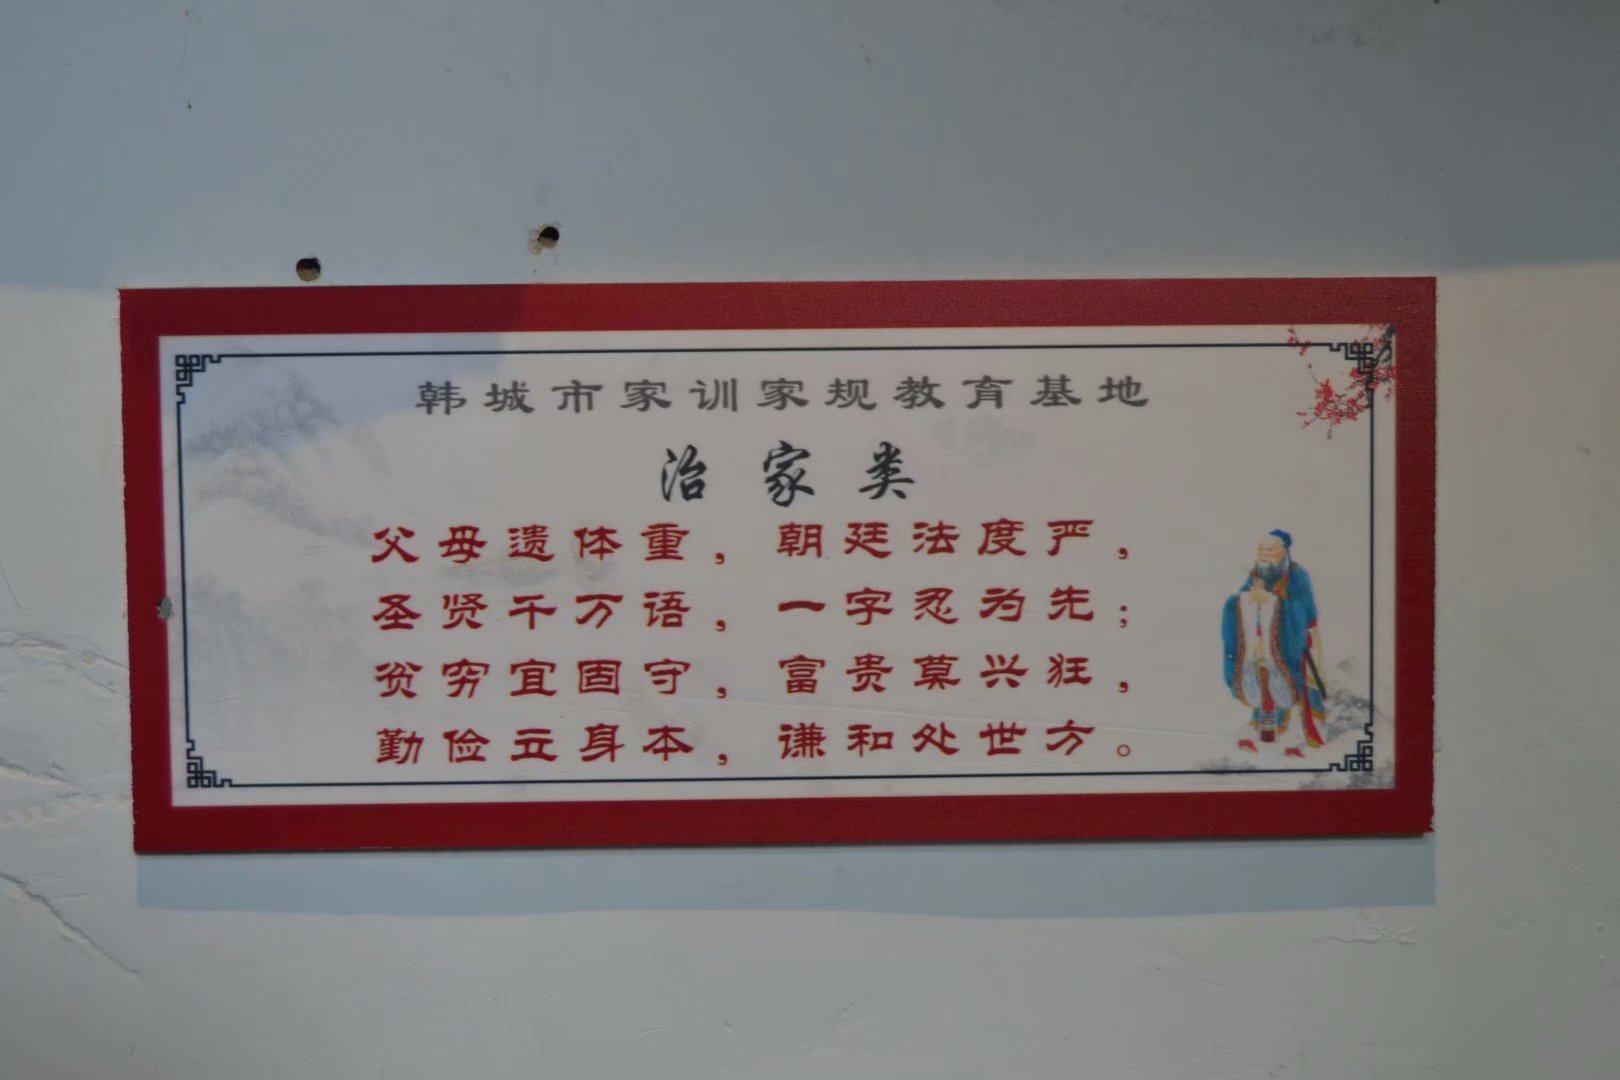 韩城市家训家规教育基地
治家类
父母遗体重，朝廷法度严，
圣贤千万语，一字忍为先；
贫穷宜固守，富贵莫兴狂，
勤俭立身本，谦和处世方。